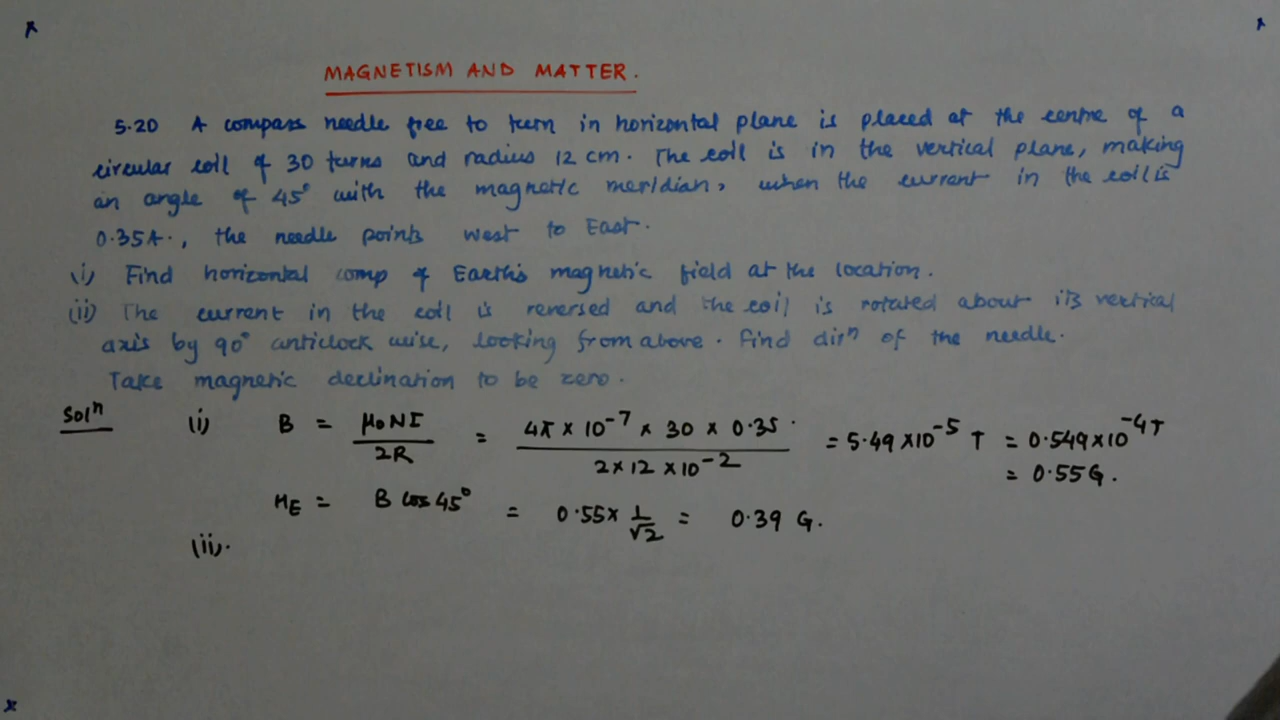 MAGNETISM AND MATTER.
5.20 A compass needle free to turn in horizontal plane is placed at the centre of a
circular coil of 30 turns and radius 12 cm. The coil is in the vertical plane, making
an angle of 45° with the magnetic meridian, when the current in the coil is
0.35A., the needle points west to East.
(i) Find horizontal comp of Earth's magnetic field at the location.
(ii) The current in the coil is reversed and the coil is rotated about its vertical
axis by 90° anticlock wise, looking from above. Find dirⁿ of the needle.
Take magnetic declination to be zero.
Solⁿ (i) B = μ₀NI / 2R = 4π × 10⁻⁷ × 30 × 0.35 / 2×12×10⁻² = 5.49×10⁻⁵ T = 0.549×10⁻⁴T
= 0.55G.
HE = B cos 45° = 0.55× 1/√2 = 0.39 G.
(ii).